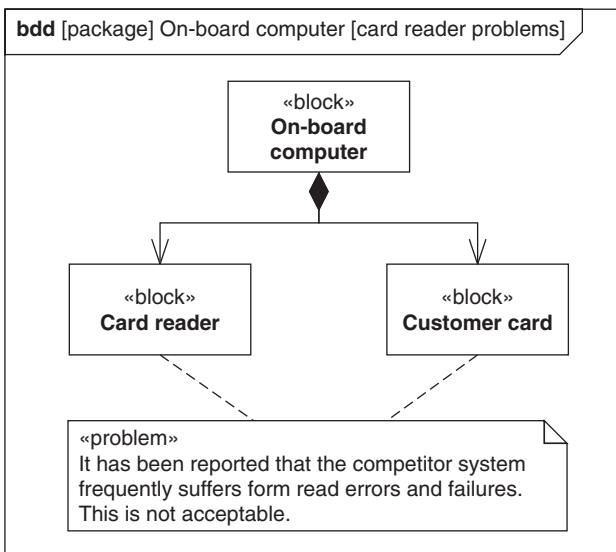 bdd [package] On-board computer [card reader problems]
«block»
On-board
computer
«block»
Card reader
«block»
Customer card
«problem»
It has been reported that the competitor system
frequently suffers form read errors and failures.
This is not acceptable.